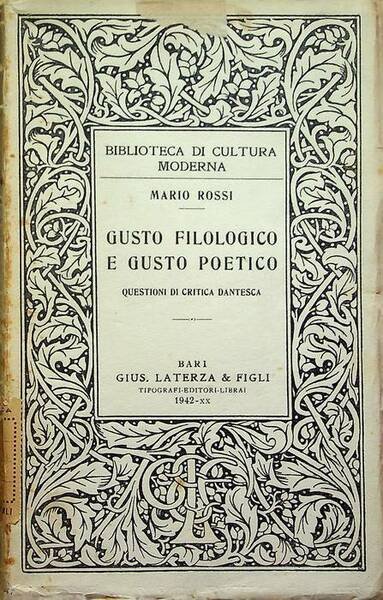 BIBLIOTECA DI CULTURA
MODERNA
MARIO ROSSI
GUSTO FILOLOGICO
E GUSTO POETICO
QUESTIONI DI CRITICA DANTESCA
BARI
GIUS. LATERZA & FIGLI
TIPOGRAFI-EDITORI-LIBRAI
1942-XX